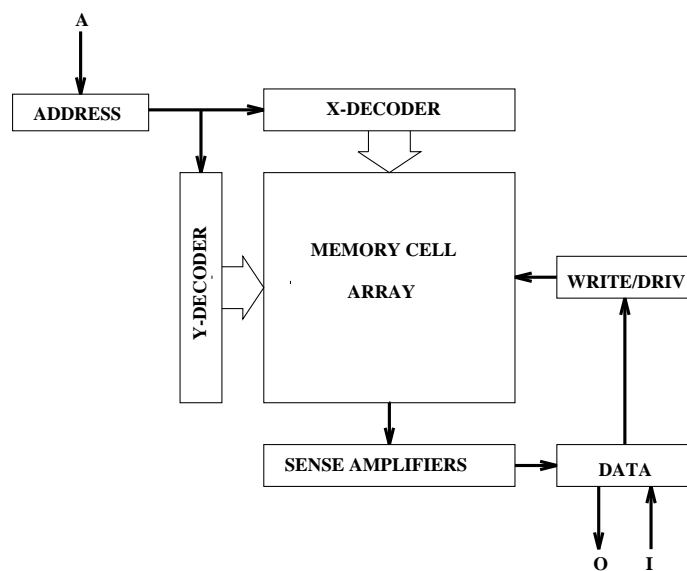 A
ADDRESS
X-DECODER
Y-DECODER
MEMORY CELL
ARRAY
WRITE/DRIV
SENSE AMPLIFIERS
DATA
O
I